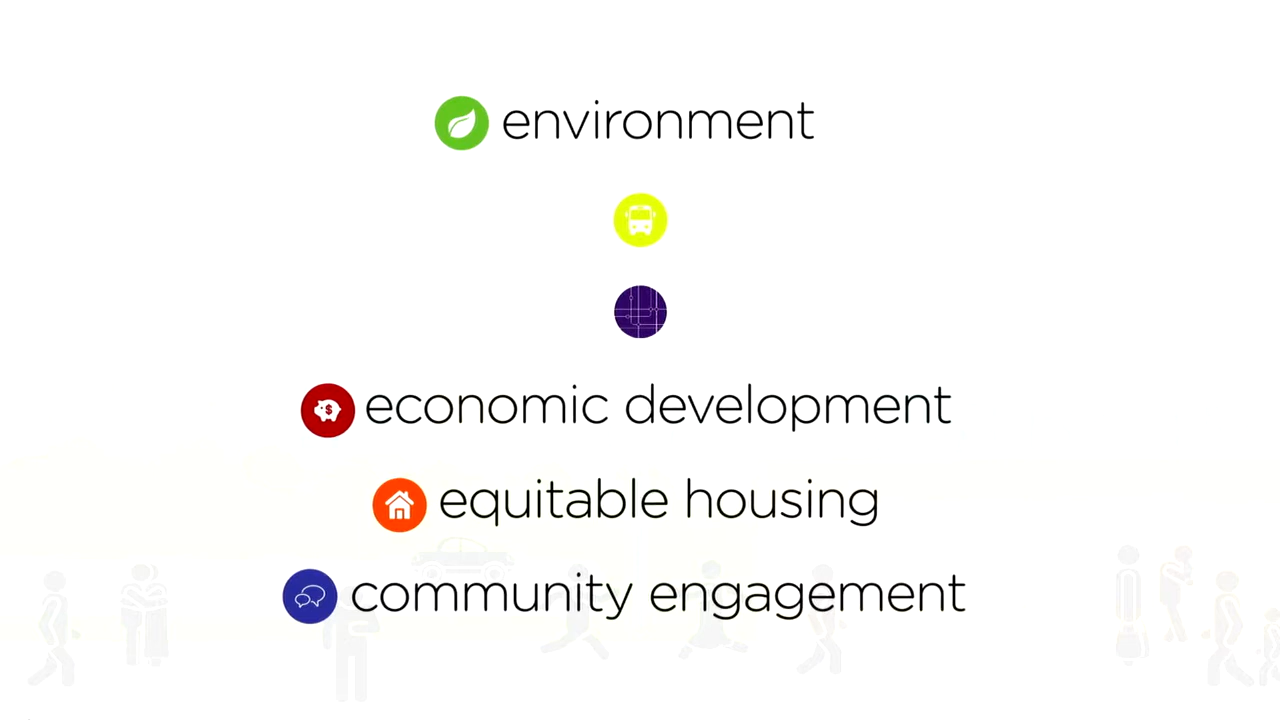 environment
economic development
equitable housing
community engagement